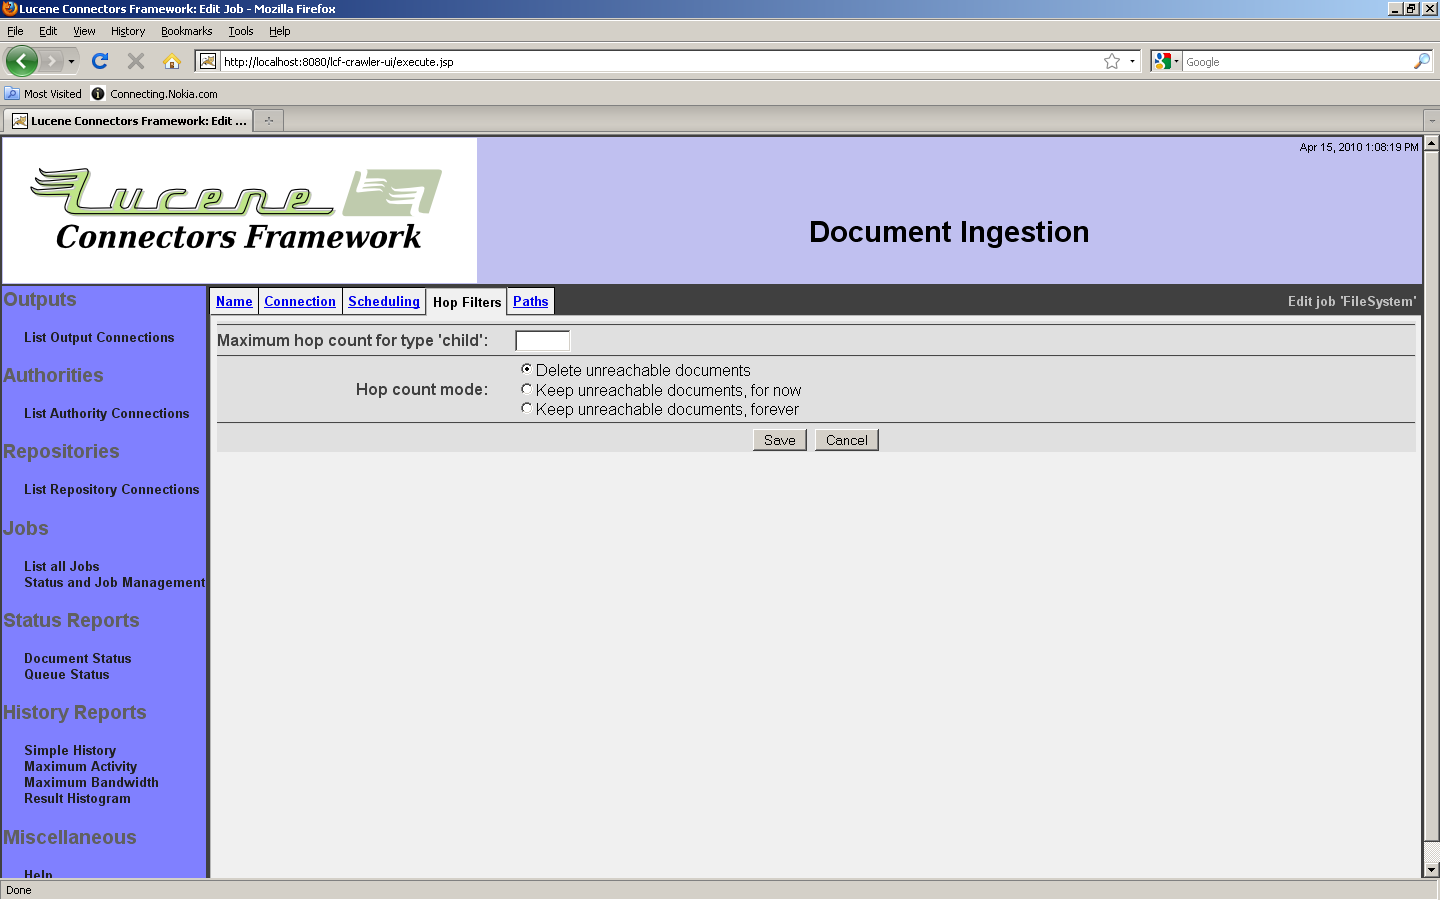 Lucene Connectors Framework: Edit Job - Mozilla Firefox
File Edit View History Bookmarks Tools Help
http://localhost:8080/lcf-crawler-ui/execute.jsp
Google
Most Visited Connecting.Nokia.com
Lucene Connectors Framework: Edit ...
Apr 15, 2010 1:08:19 PM
Lucene
Connectors Framework
Document Ingestion
Name Connection Scheduling Hop Filters Paths
Edit job 'FileSystem'
Outputs
List Output Connections
Authorities
List Authority Connections
Repositories
List Repository Connections
Jobs
List all Jobs
Status and Job Management
Status Reports
Document Status
Queue Status
History Reports
Simple History
Maximum Activity
Maximum Bandwidth
Result Histogram
Miscellaneous
Help
Maximum hop count for type 'child':
Hop count mode:
Delete unreachable documents
Keep unreachable documents, for now
Keep unreachable documents, forever
Save Cancel
Done